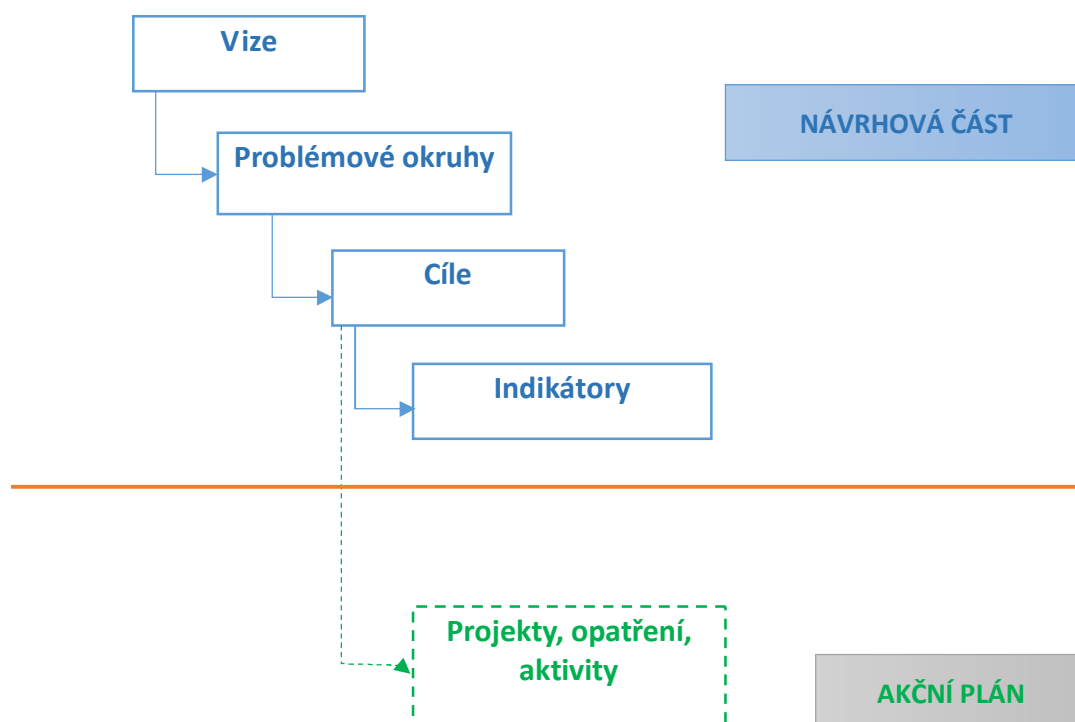 Vize
NÁVRHOVÁ ČÁST
Problémové okruhy
Cíle
Indikátory
Projekty, opatření,
aktivity
AKČNÍ PLÁN